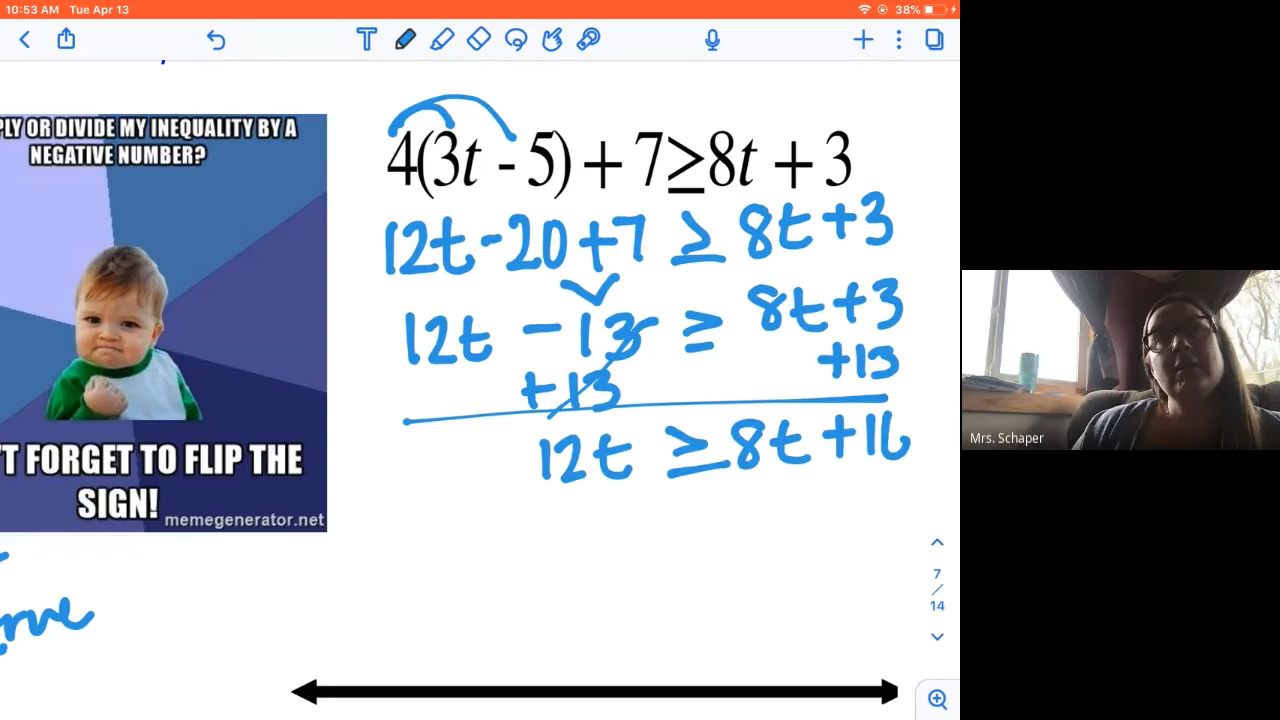 10:53 AM Tue Apr 13
38%
PLY OR DIVIDE MY INEQUALITY BY A
NEGATIVE NUMBER?
'T FORGET TO FLIP THE
SIGN!
memegenerator.net
4(3t - 5) + 7≥8t + 3
12t - 20 + 7 ≥ 8t + 3
12t - 13 ≥ 8t + 3
+13 +13
12t ≥ 8t + 16
rve
7
/
14
Mrs. Schaper